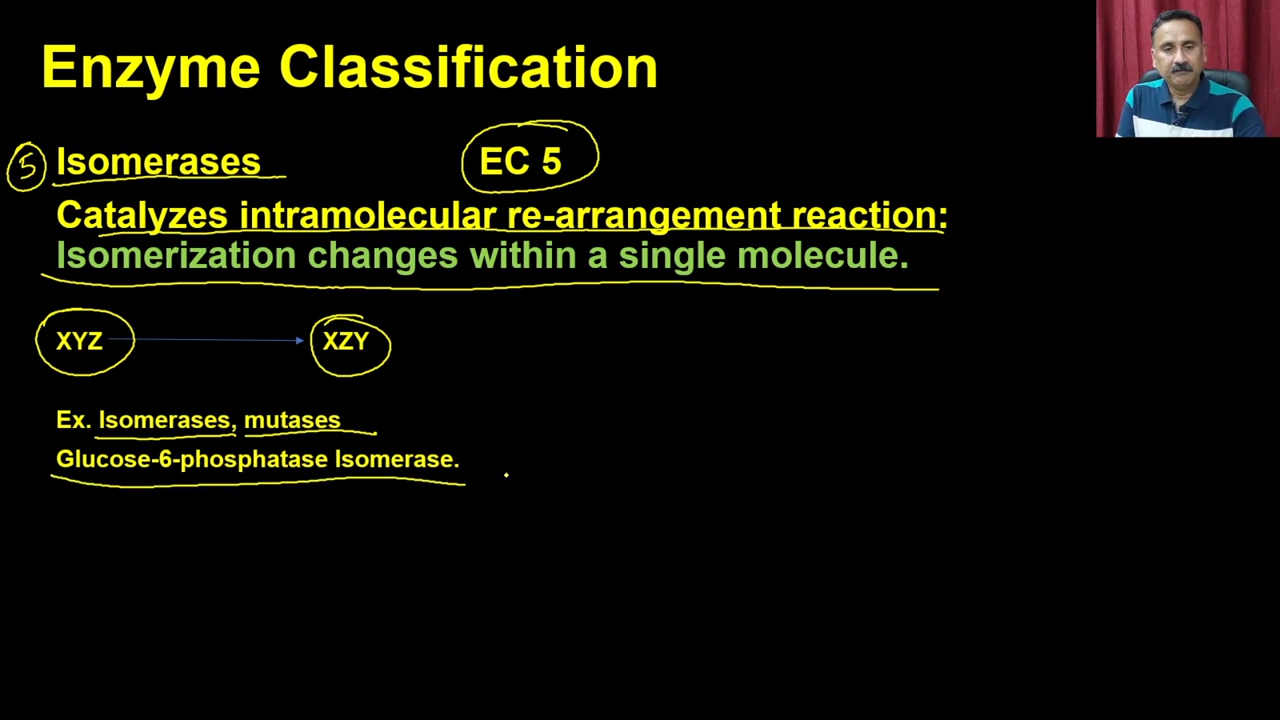 Enzyme Classification
5 Isomerases EC 5
Catalyzes intramolecular re-arrangement reaction:
Isomerization changes within a single molecule.
XYZ XZY
Ex. Isomerases, mutases
Glucose-6-phosphatase Isomerase.